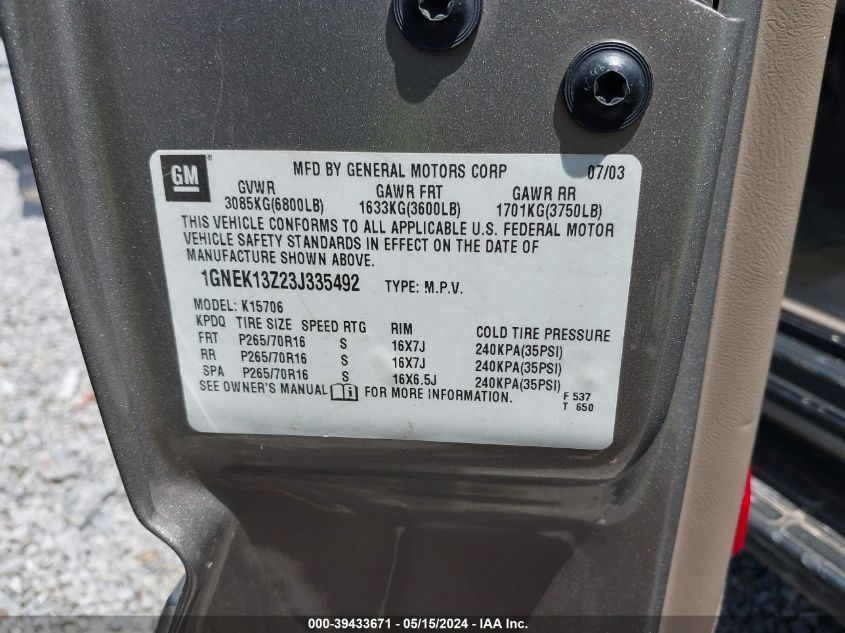 GM
MFD BY GENERAL MOTORS CORP 07/03
GVWR GAWR FRT GAWR RR
3085KG(6800LB) 1633KG(3600LB) 1701KG(3750LB)
THIS VEHICLE CONFORMS TO ALL APPLICABLE U.S. FEDERAL MOTOR
VEHICLE SAFETY STANDARDS IN EFFECT ON THE DATE OF
MANUFACTURE SHOWN ABOVE.
1GNEK13Z23J335492 TYPE: M.P.V.
MODEL: K15706
KPDQ TIRE SIZE SPEED RTG RIM COLD TIRE PRESSURE
FRT P265/70R16 S 16X7J 240KPA(35PSI)
RR P265/70R16 S 16X7J 240KPA(35PSI)
SPA P265/70R16 S 16X6.5J 240KPA(35PSI)
SEE OWNER'S MANUAL FOR MORE INFORMATION.
F 537
T 650
000-39433671 - 05/15/2024 - IAA Inc.